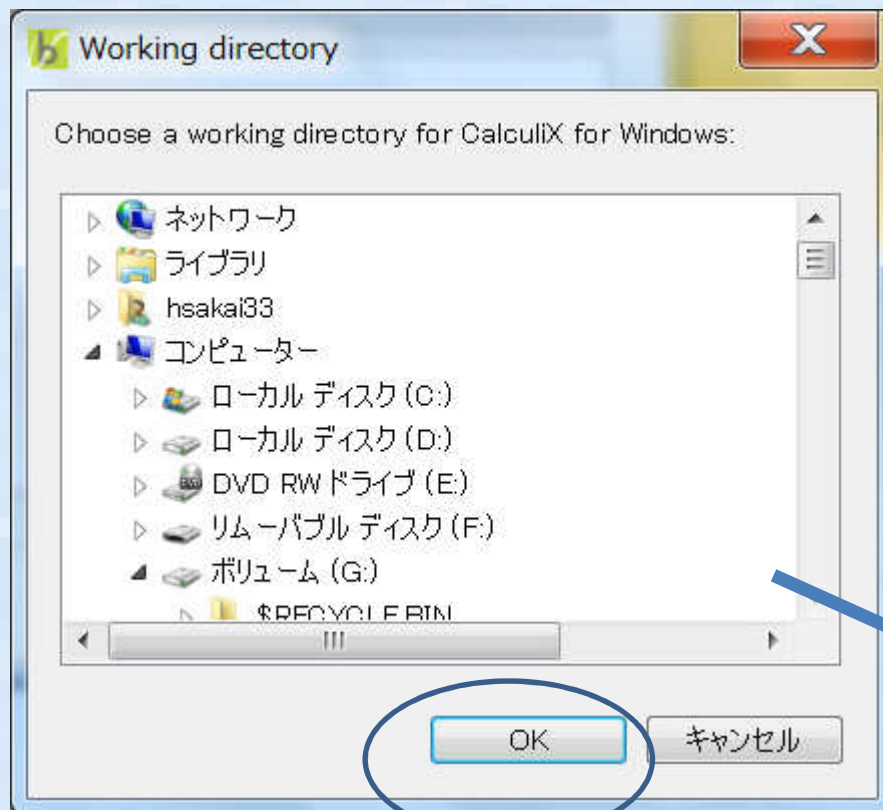 Working directory
Choose a working directory for CalculiX for Windows:
ネットワーク
ライブラリ
hsakai33
コンピューター
ローカル ディスク (C:)
ローカル ディスク (D:)
DVD RW ドライブ (E:)
リムーバブル ディスク (F:)
ボリューム (G:)
$RECYCLE.BIN
OK キャンセル